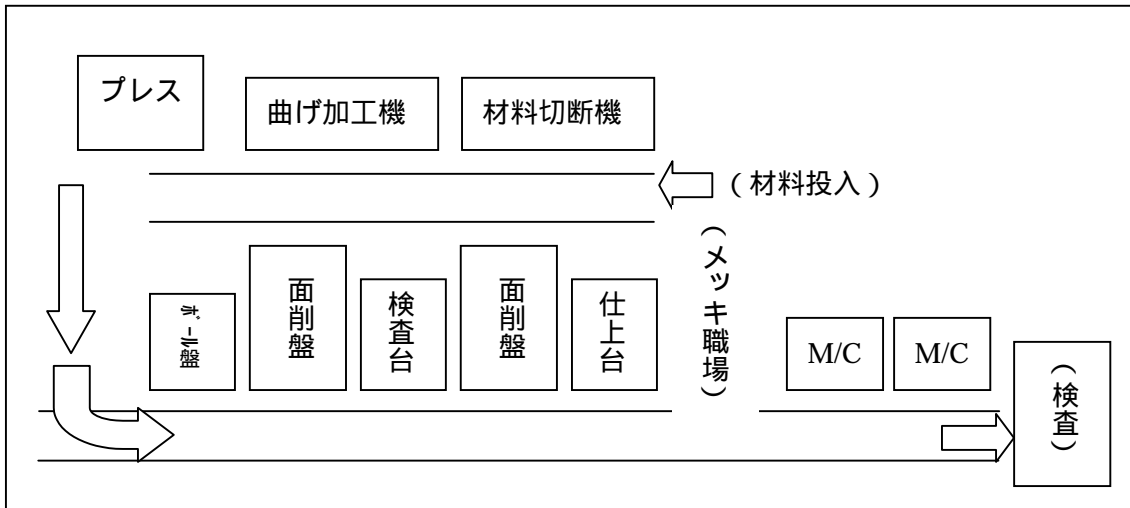 プレス
曲げ加工機
材料切断機
(材料投入)
(メッキ職場)
ボール盤
面削盤
検査台
面削盤
仕上台
M/C
M/C
(検査)